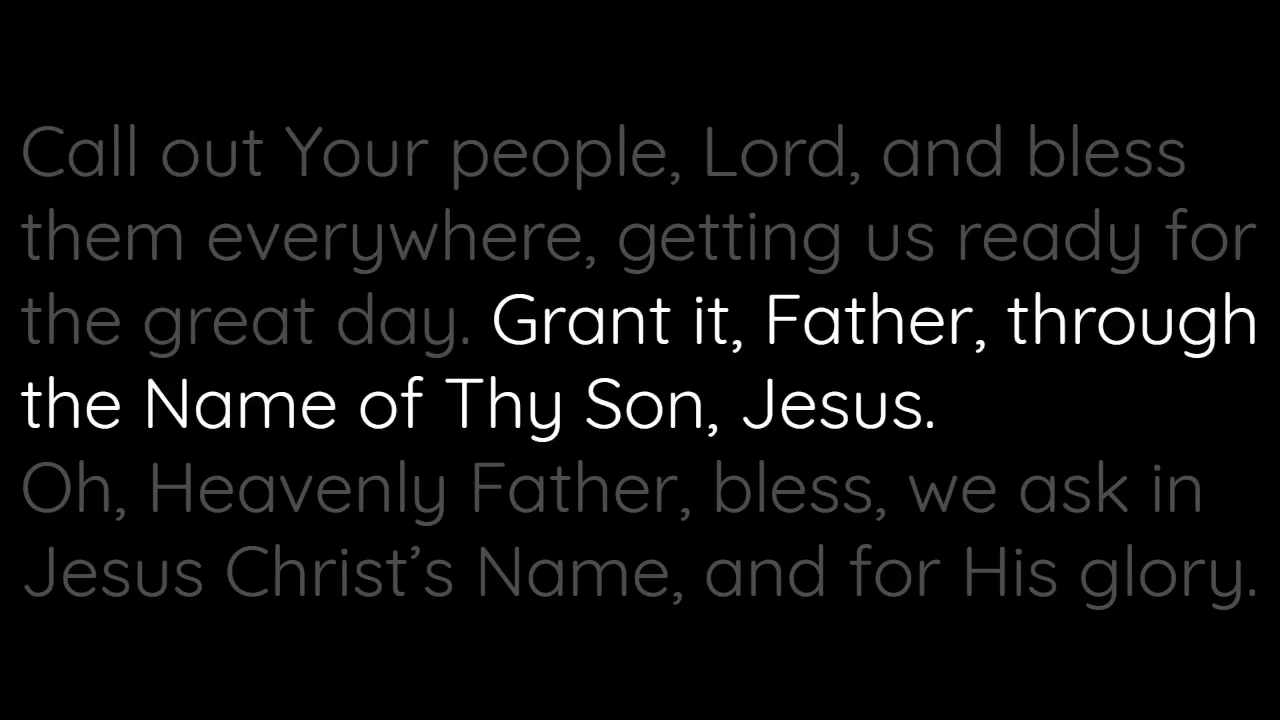 Call out Your people, Lord, and bless
them everywhere, getting us ready for
the great day. Grant it, Father, through
the Name of Thy Son, Jesus.
Oh, Heavenly Father, bless, we ask in
Jesus Christ’s Name, and for His glory.